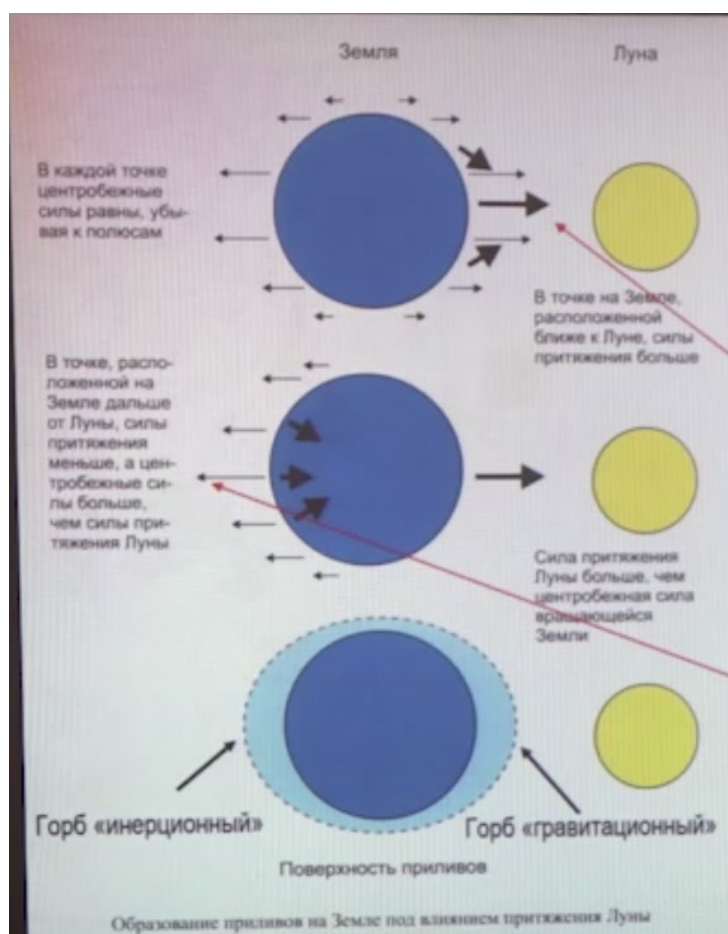 Земля
Луна
В каждой точке
центробежные
силы равны, убы-
вая к полюсам
В точке на Земле,
расположенной
ближе к Луне, силы
притяжения больше
В точке, распо-
ложенной на
Земле дальше
от Луны, силы
притяжения
меньше, а цен-
тробежные си-
лы больше,
чем силы при-
тяжения Луны
Сила притяжения
Луны больше, чем
центробежная сила
вращающейся
Земли
Горб «инерционный»
Горб «гравитационный»
Поверхность приливов
Образование приливов на Земле под влиянием притяжения Луны